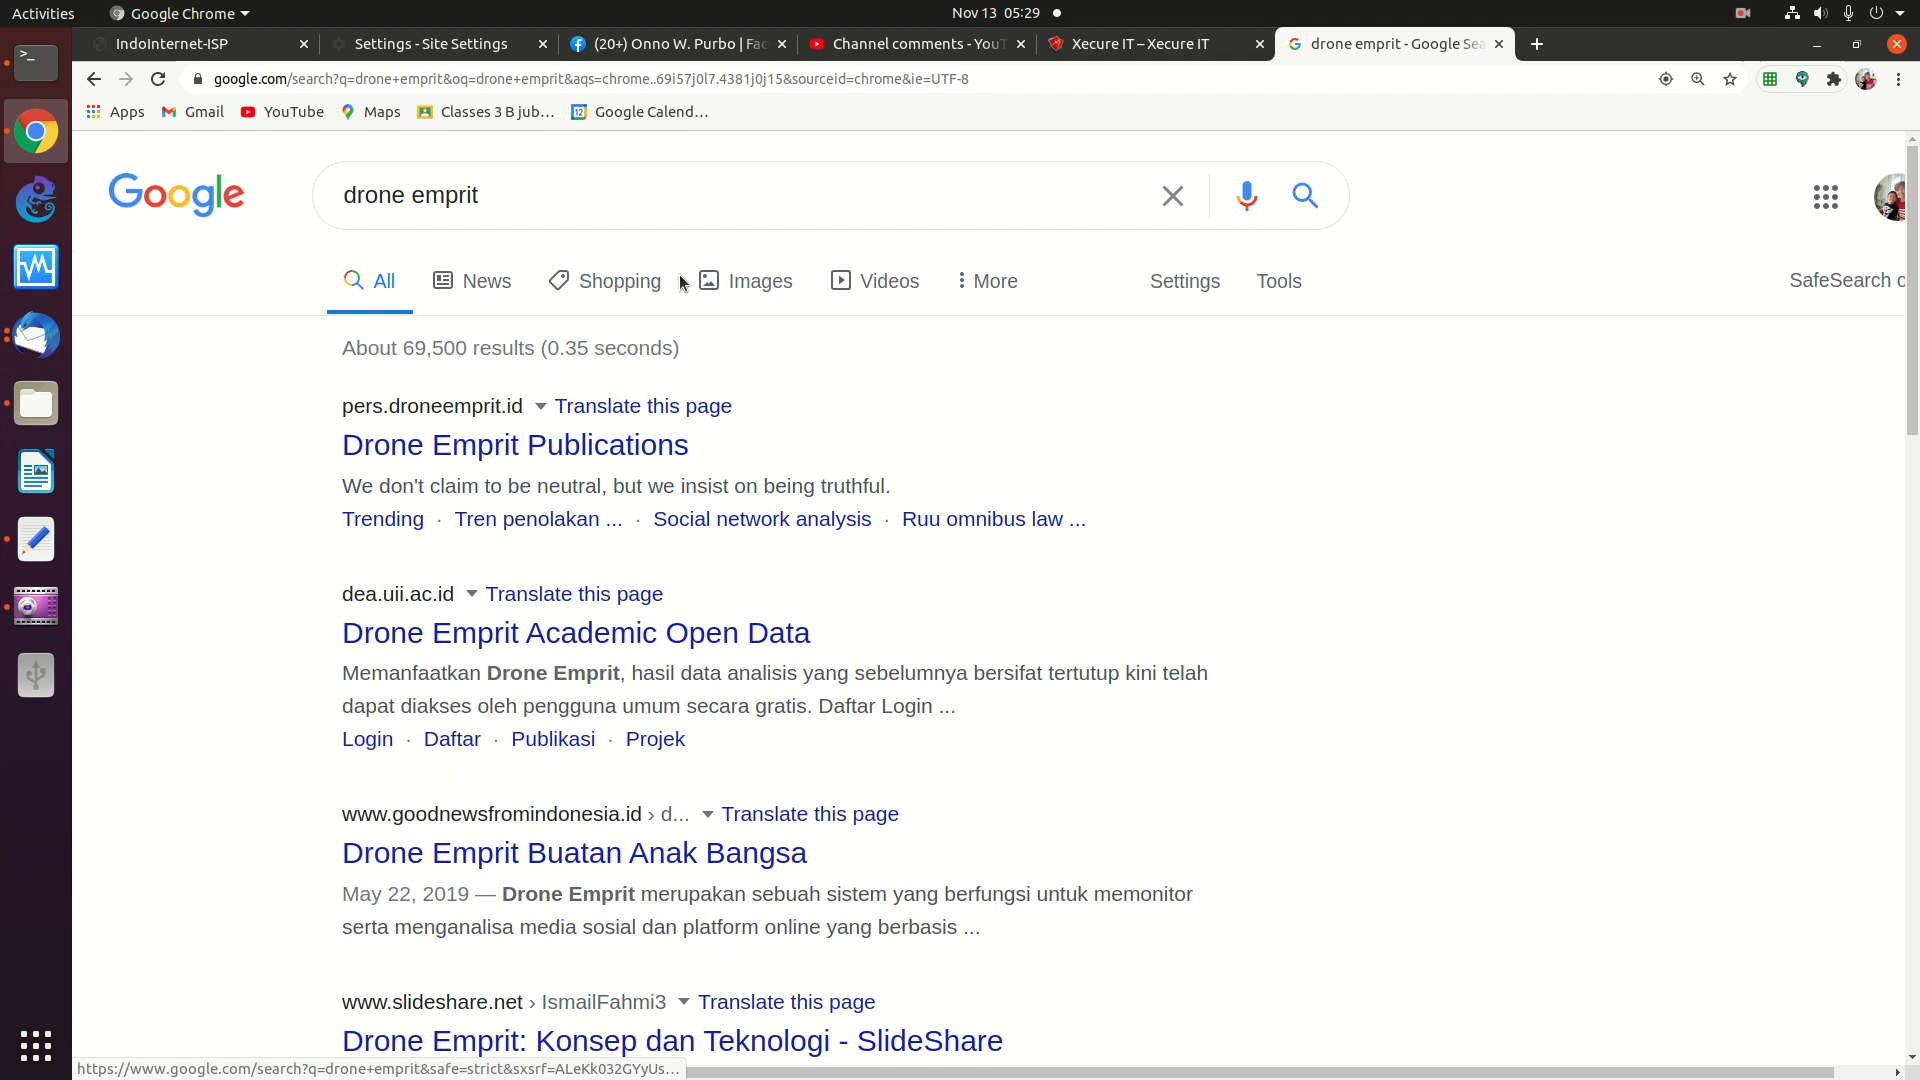 Activities
Google Chrome
Nov 13 05:29
IndoInternet-ISP
Settings - Site Settings
(20+) Onno W. Purbo | Fac
Channel comments - YouT
Xecure IT – Xecure IT
drone emprit - Google Sea
google.com/search?q=drone+emprit&oq=drone+emprit&aqs=chrome..69i57j0l7.4381j0j15&sourceid=chrome&ie=UTF-8
Apps
Gmail
YouTube
Maps
Classes 3 B jub...
Google Calend...
Google
drone emprit
All
News
Shopping
Images
Videos
More
Settings
Tools
SafeSearch o
About 69,500 results (0.35 seconds)
pers.droneemprit.id Translate this page
Drone Emprit Publications
We don't claim to be neutral, but we insist on being truthful.
Trending · Tren penolakan ... · Social network analysis · Ruu omnibus law ...
dea.uii.ac.id Translate this page
Drone Emprit Academic Open Data
Memanfaatkan Drone Emprit, hasil data analisis yang sebelumnya bersifat tertutup kini telah
dapat diakses oleh pengguna umum secara gratis. Daftar Login ...
Login · Daftar · Publikasi · Projek
www.goodnewsfromindonesia.id › d... Translate this page
Drone Emprit Buatan Anak Bangsa
May 22, 2019 — Drone Emprit merupakan sebuah sistem yang berfungsi untuk memonitor
serta menganalisa media sosial dan platform online yang berbasis ...
www.slideshare.net › IsmailFahmi3 Translate this page
Drone Emprit: Konsep dan Teknologi - SlideShare
https://www.google.com/search?q=drone+emprit&safe=strict&sxsrf=ALeKk032GYyUs...